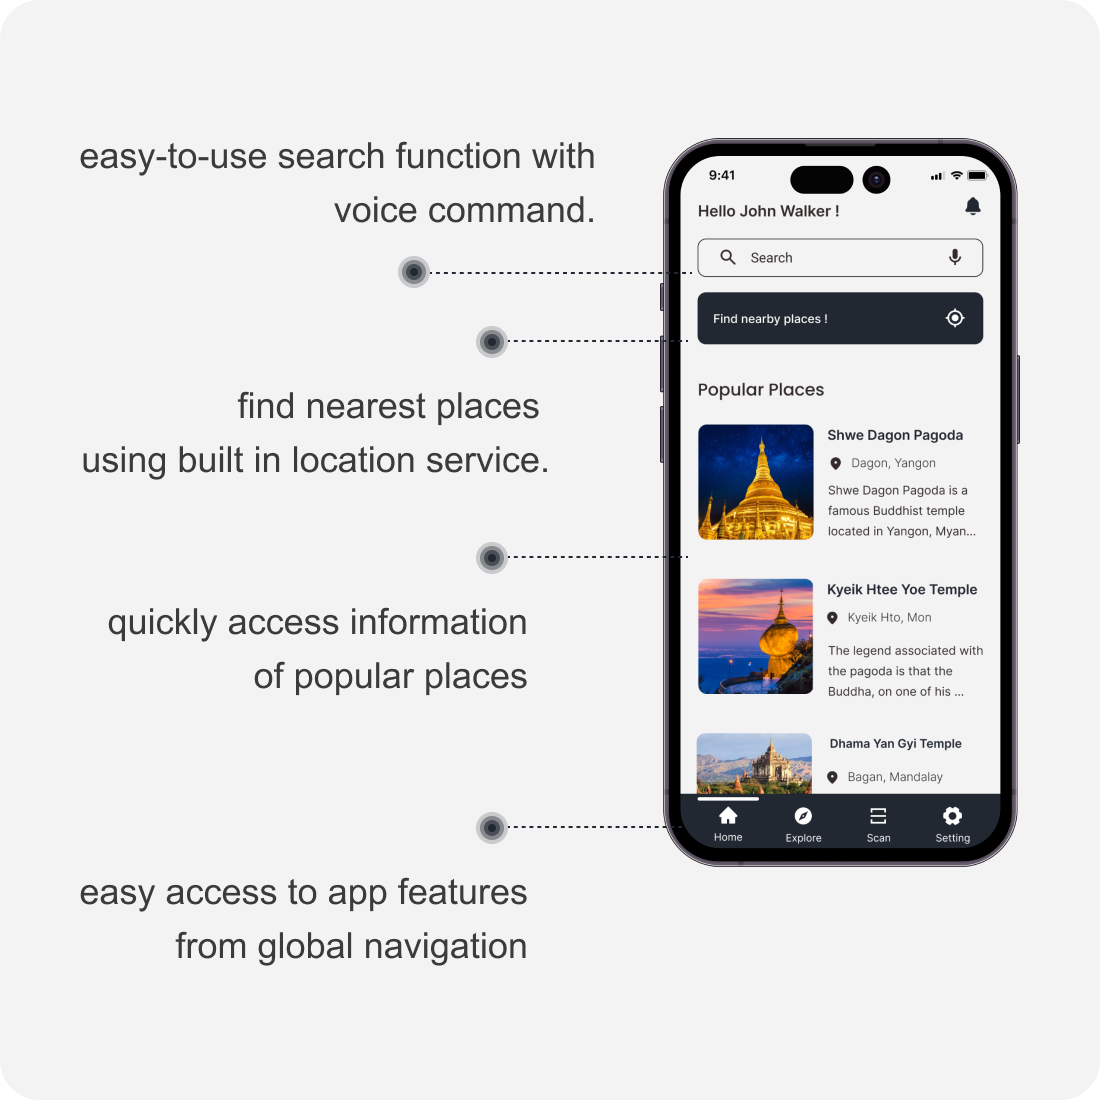 easy-to-use search function with
voice command.
find nearest places
using built in location service.
quickly access information
of popular places
easy access to app features
from global navigation
9:41
Hello John Walker !
Search
Find nearby places !
Popular Places
Shwe Dagon Pagoda
Dagon, Yangon
Shwe Dagon Pagoda is a
famous Buddhist temple
located in Yangon, Myan...
Kyeik Htee Yoe Temple
Kyeik Hto, Mon
The legend associated with
the pagoda is that the
Buddha, on one of his ...
Dhama Yan Gyi Temple
Bagan, Mandalay
Home
Explore
Scan
Setting